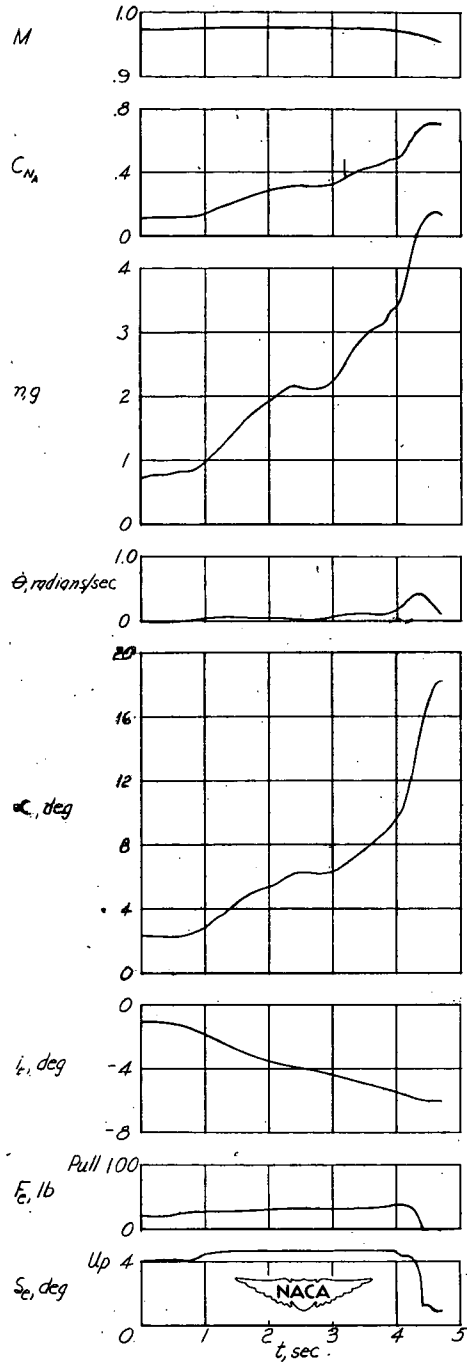 M
1.0
.9
C_NA
.8
.4
0
n,g
4
3
2
1
0
θ̇, radians/sec
1.0
0
α, deg
20
16
12
8
4
0
i_t, deg
0
-4
-8
F_e, lb
Pull 100
0
δ_e, deg
Up
4
0
NACA
0 1 2 3 4 5
t, sec